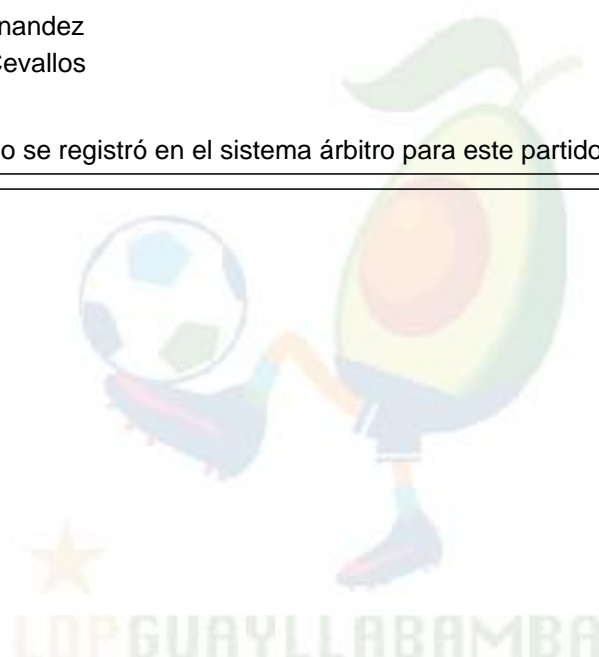 nandez
Cevallos
o se registró en el sistema árbitro para este partido
LDPGUAYLLABAMBA